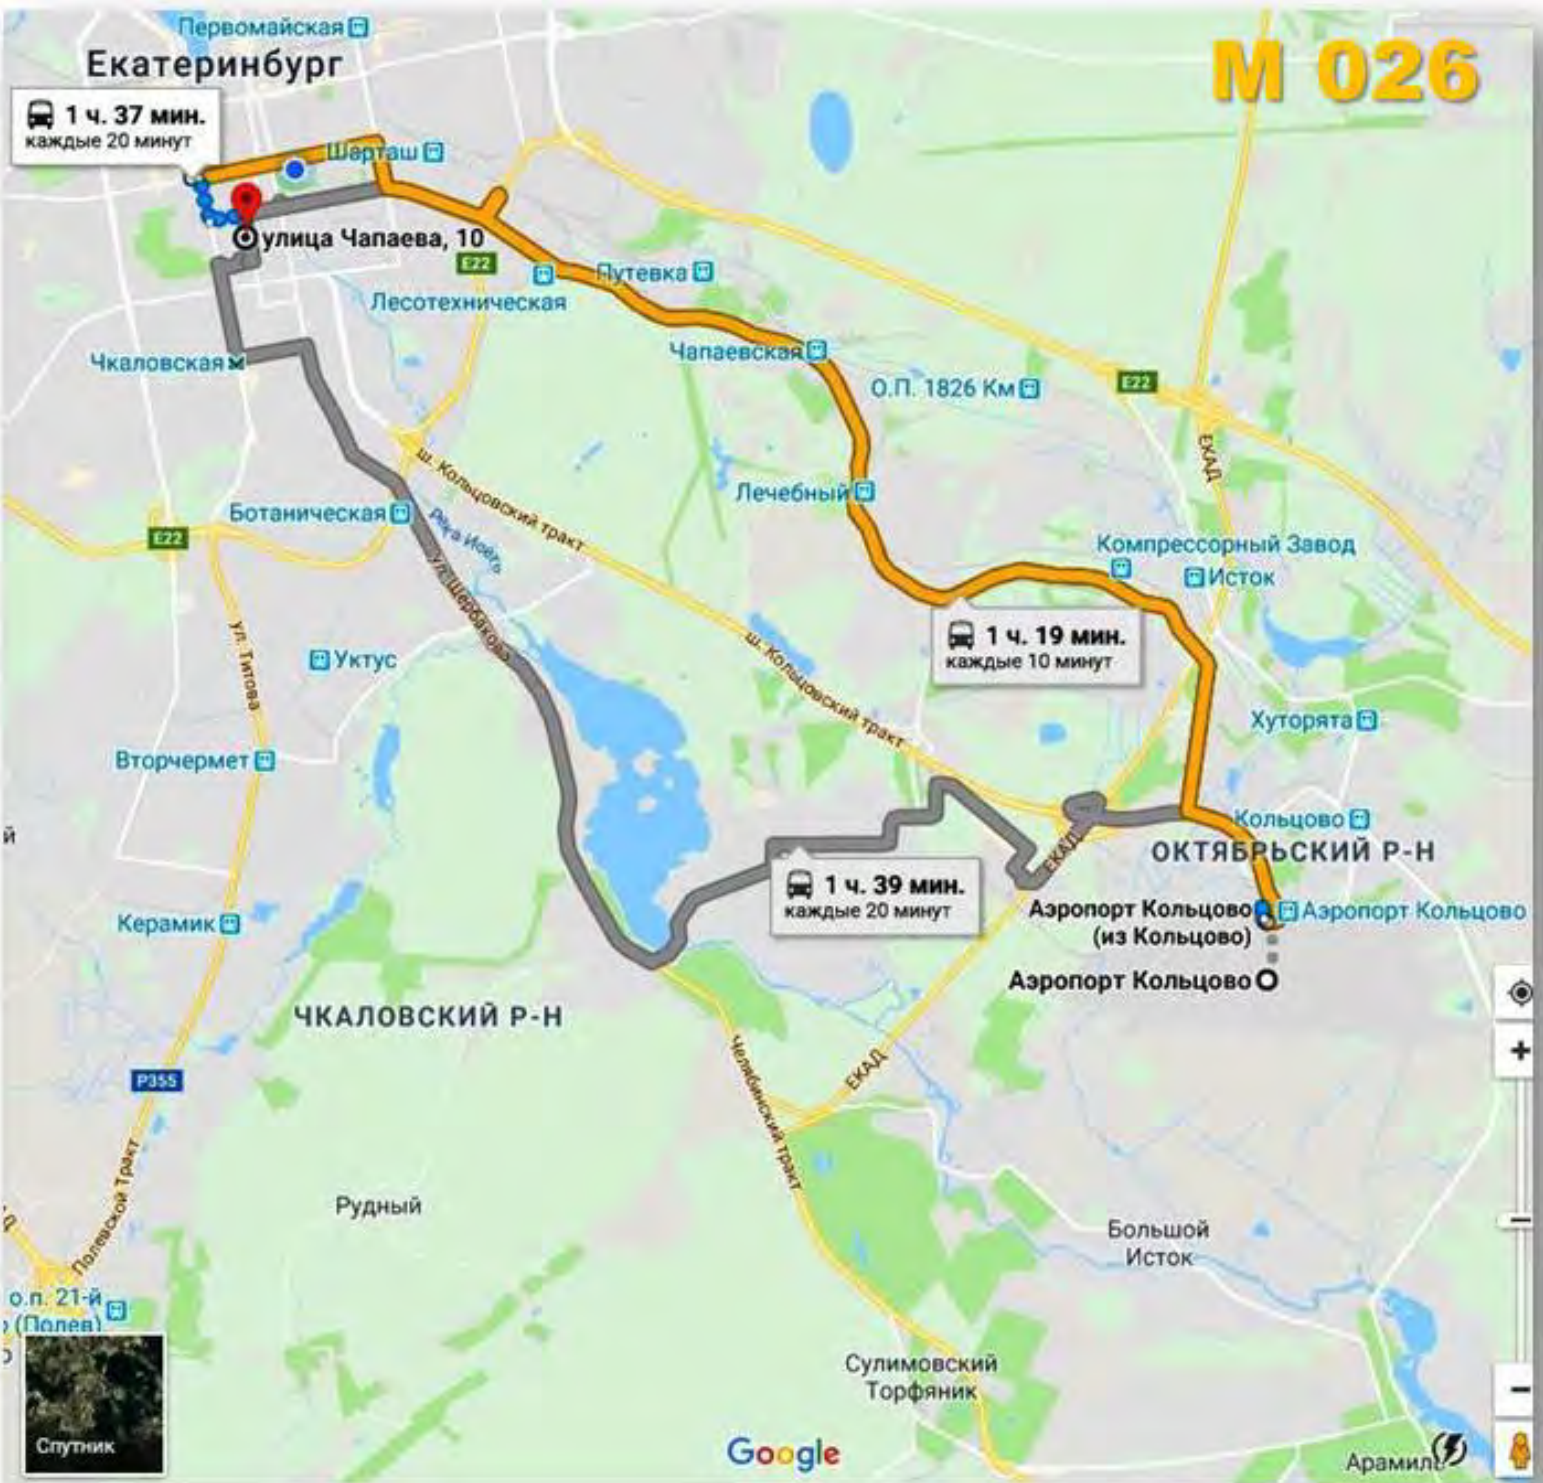 Первомайская
М 026
Екатеринбург
1 ч. 37 мин.
каждые 20 минут
Шарташ
улица Чапаева, 10
E22
Путевка
Лесотехническая
Чапаевская
Чкаловская
О.П. 1826 Км
E22
ЕКАД
ш. Кольцовский тракт
Лечебный
Ботаническая
E22
ул. Щербакова
Компрессорный Завод
Исток
ул. Титова
1 ч. 19 мин.
каждые 10 минут
ш. Кольцовский тракт
Уктус
Хуторята
Вторчермет
Кольцово
й
ОКТЯБРЬСКИЙ Р-Н
ЕКАД
1 ч. 39 мин.
каждые 20 минут
Керамик
Аэропорт Кольцово
(из Кольцово)
Аэропорт Кольцово
Аэропорт Кольцово
ЧКАЛОВСКИЙ Р-Н
Челябинский тракт
ЕКАД
P355
Полевской Тракт
Рудный
Большой
Исток
о.п. 21-й
(Полев)
Сулимовский
Торфяник
Спутник
Google
Арамиль